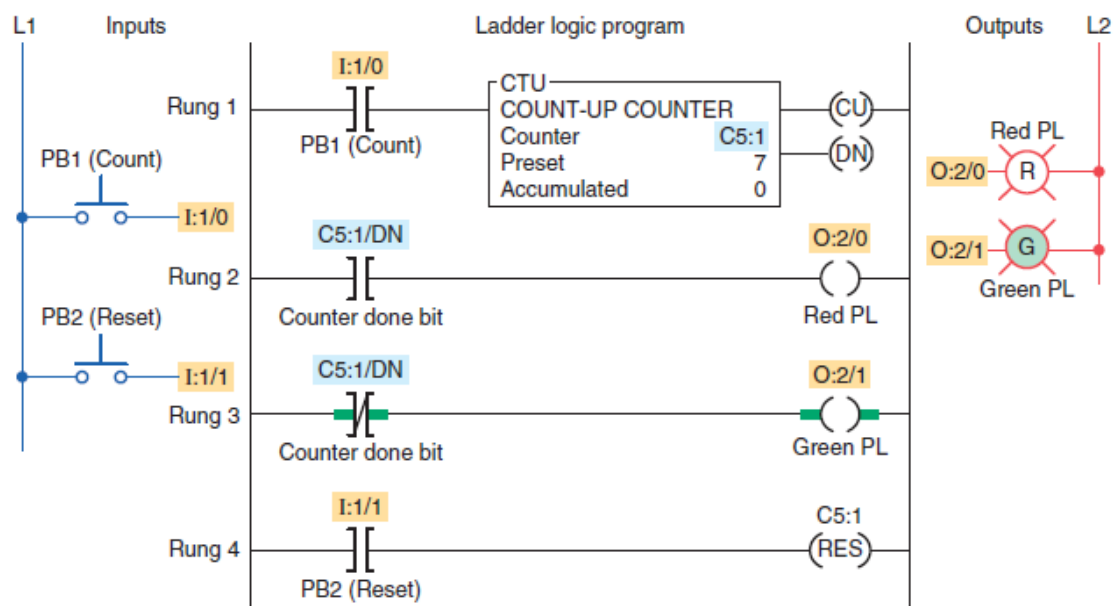 L1 Inputs Ladder logic program Outputs L2
I:1/0
Rung 1
PB1 (Count)
CTU
COUNT-UP COUNTER
Counter C5:1
Preset 7
Accumulated 0
CU
DN
PB1 (Count)
I:1/0
Red PL
O:2/0 R
O:2/1 G
Green PL
C5:1/DN O:2/0
Rung 2
Counter done bit Red PL
PB2 (Reset)
I:1/1
C5:1/DN O:2/1
Rung 3
Counter done bit Green PL
I:1/1 C5:1
Rung 4 RES
PB2 (Reset)